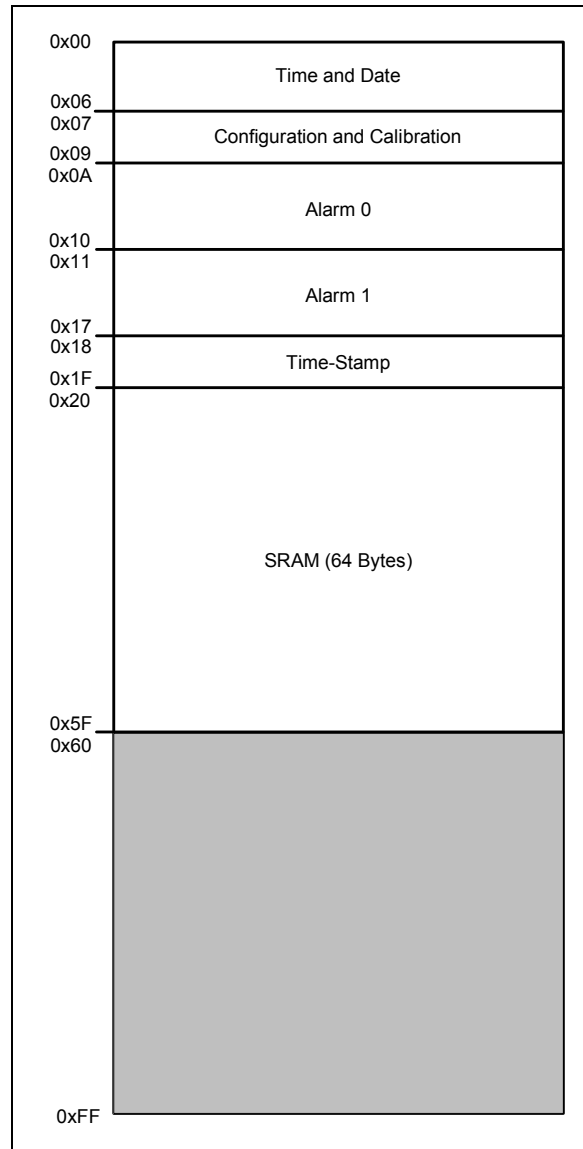 0x00
Time and Date
0x06
0x07
Configuration and Calibration
0x09
0x0A
Alarm 0
0x10
0x11
Alarm 1
0x17
0x18
Time-Stamp
0x1F
0x20
SRAM (64 Bytes)
0x5F
0x60
0xFF